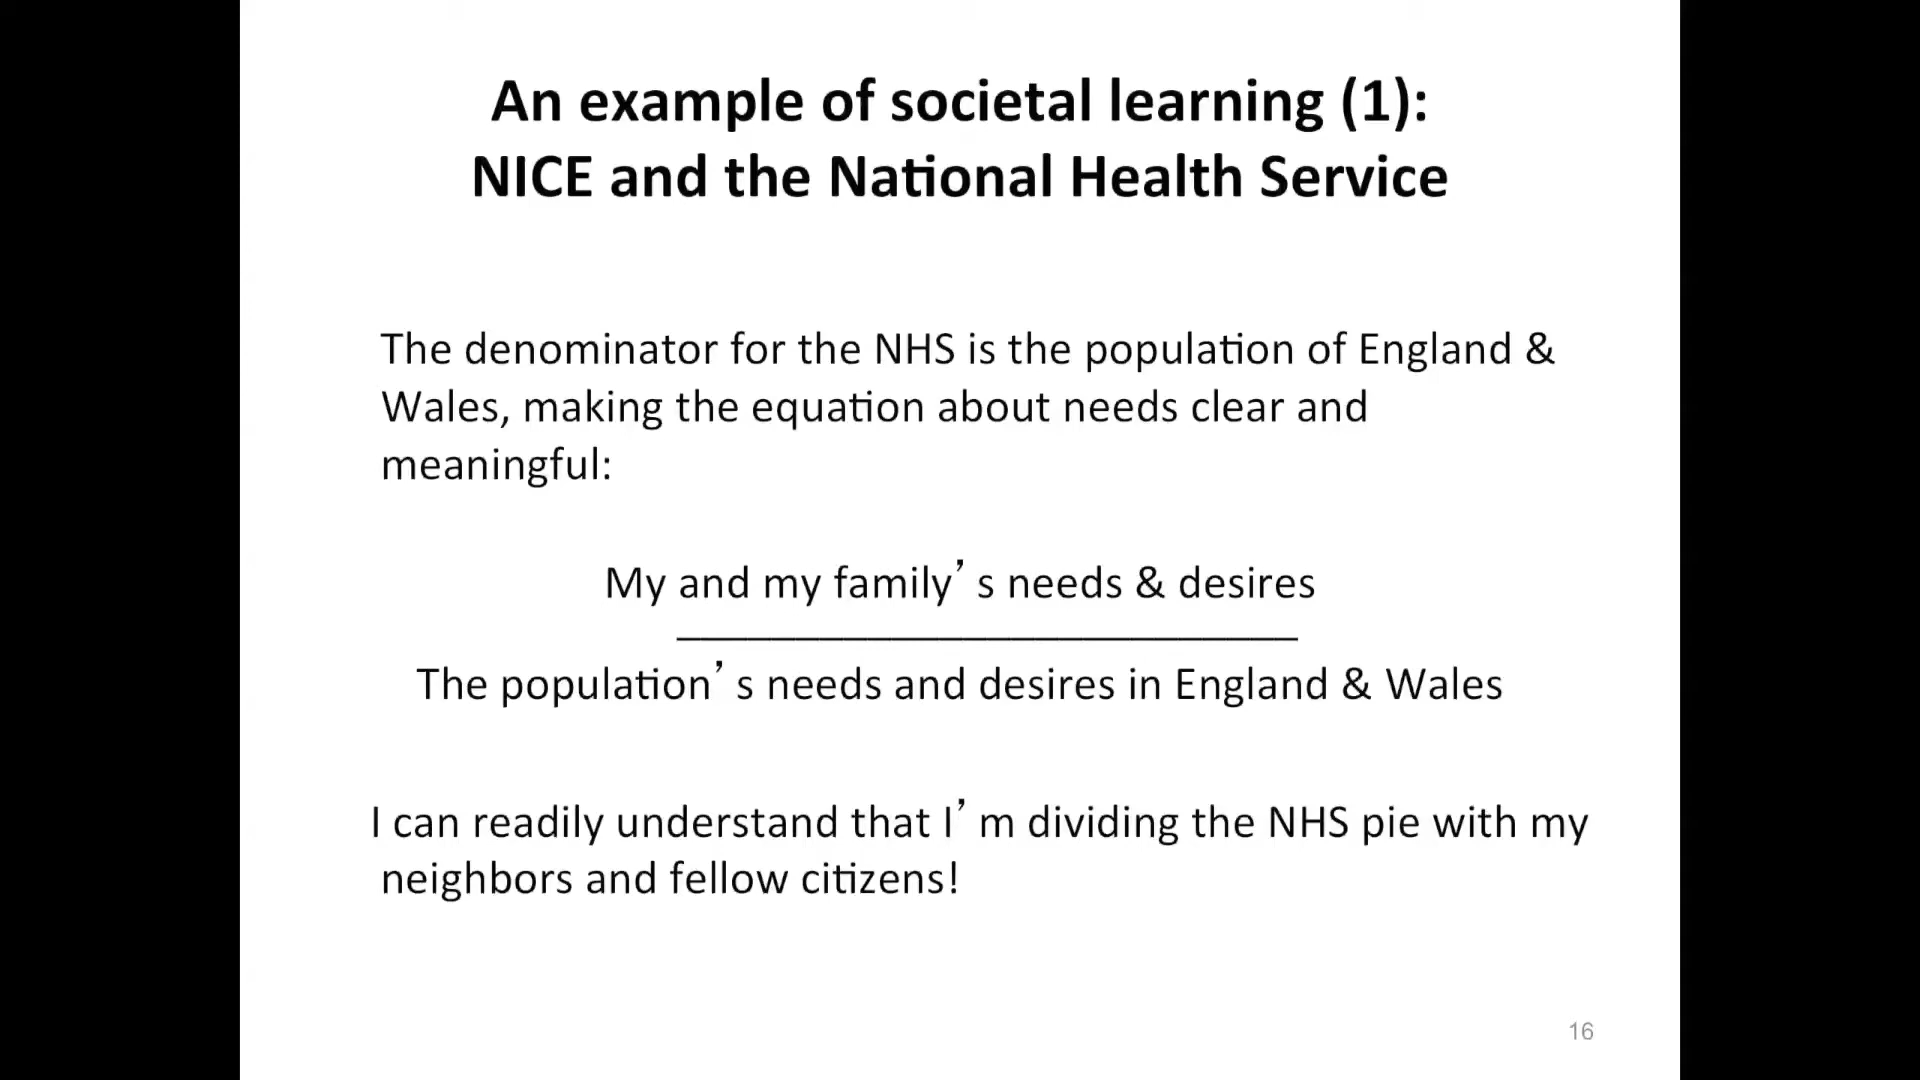 An example of societal learning (1):
NICE and the National Health Service
The denominator for the NHS is the population of England &
Wales, making the equation about needs clear and
meaningful:
My and my family’s needs & desires
The population’s needs and desires in England & Wales
I can readily understand that I’m dividing the NHS pie with my
neighbors and fellow citizens!
16